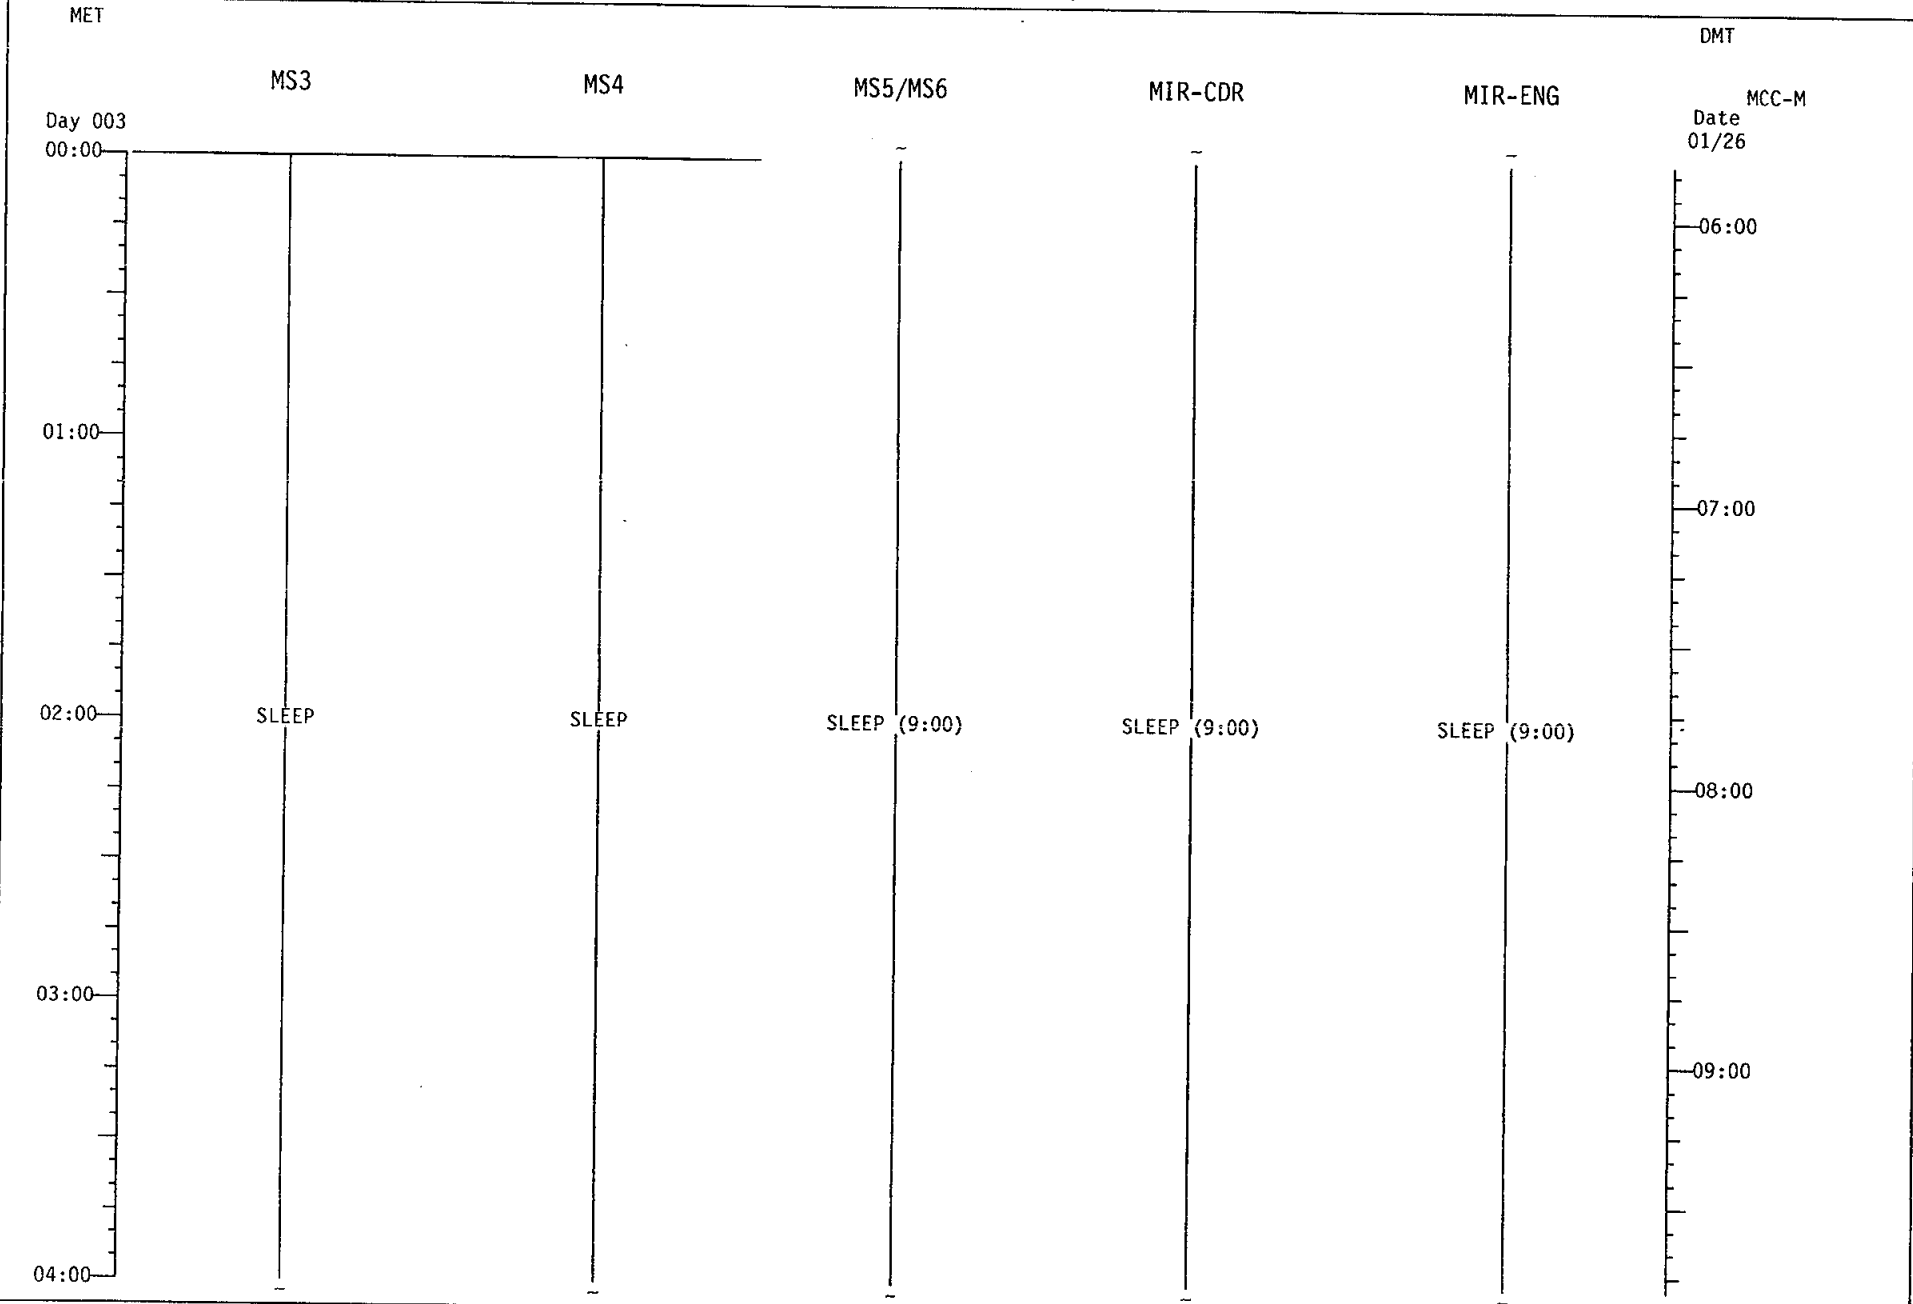 MET
DMT
MS3 MS4 MS5/MS6 MIR-CDR MIR-ENG MCC-M
Day 003
Date
01/26
00:00
~ ~ ~
06:00
01:00
07:00
02:00 SLEEP SLEEP SLEEP (9:00) SLEEP (9:00) SLEEP (9:00)
08:00
03:00
09:00
04:00
~ ~ ~ ~ ~